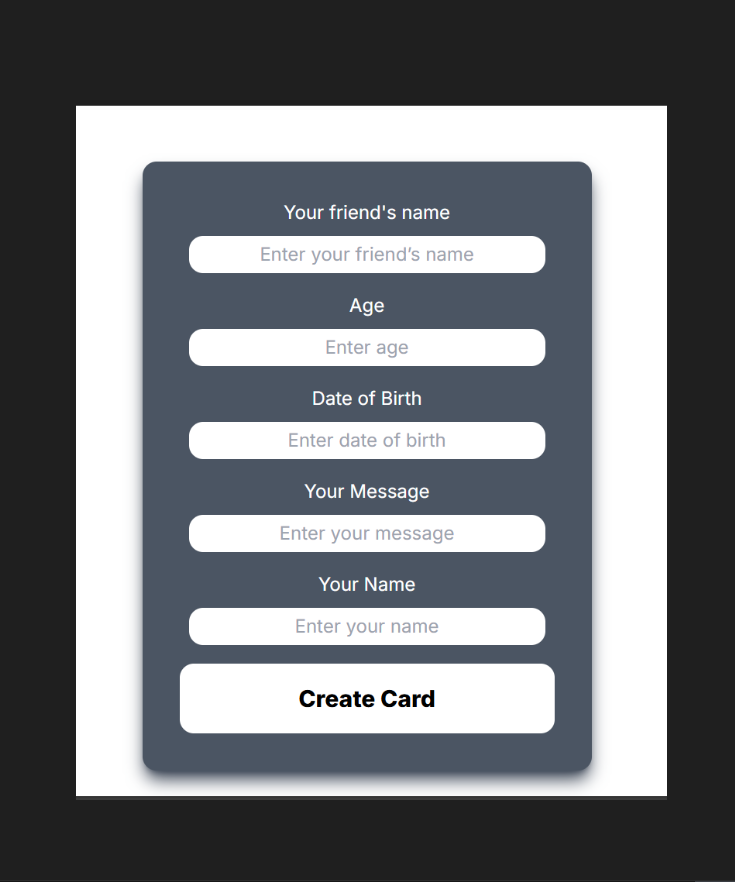 Your friend's name
Enter your friend’s name
Age
Enter age
Date of Birth
Enter date of birth
Your Message
Enter your message
Your Name
Enter your name
Create Card